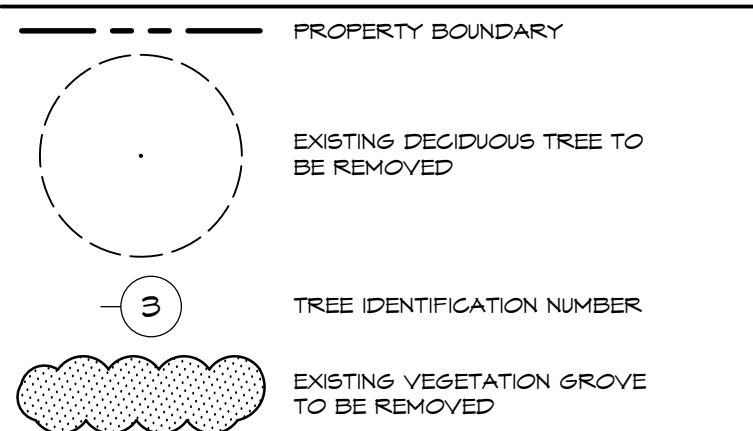 PROPERTY BOUNDARY
EXISTING DECIDUOUS TREE TO
BE REMOVED
3
TREE IDENTIFICATION NUMBER
EXISTING VEGETATION GROVE
TO BE REMOVED